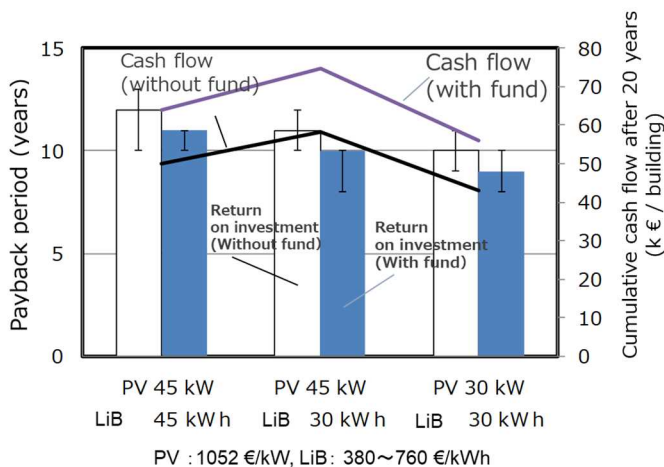 Payback period (years)
15
10
5
0
Cash flow
(without fund)
Cash flow
(with fund)
Return
on investment
(Without fund)
Return
on investment
(With fund)
80
70
60
50
40
30
20
10
0
Cumulative cash flow after 20 years
(k € / building)
PV 45 kW PV 45 kW PV 30 kW
LiB 45 kWh LiB 30 kWh LiB 30 kWh
PV : 1052 €/kW, LiB: 380～760 €/kWh